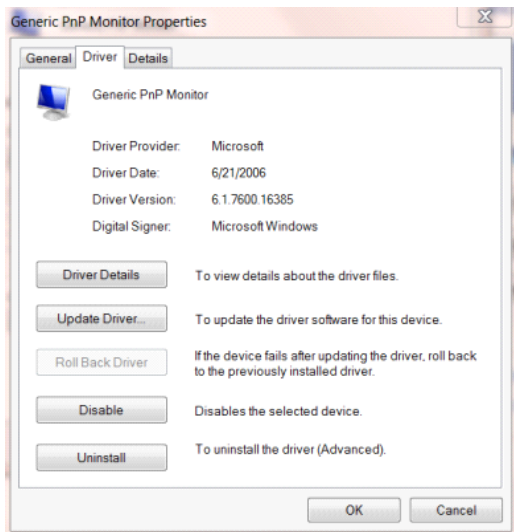 Generic PnP Monitor Properties
General Driver Details
Generic PnP Monitor
Driver Provider: Microsoft
Driver Date: 6/21/2006
Driver Version: 6.1.7600.16385
Digital Signer: Microsoft Windows
Driver Details To view details about the driver files.
Update Driver... To update the driver software for this device.
Roll Back Driver If the device fails after updating the driver, roll back
to the previously installed driver.
Disable Disables the selected device.
Uninstall To uninstall the driver (Advanced).
OK Cancel